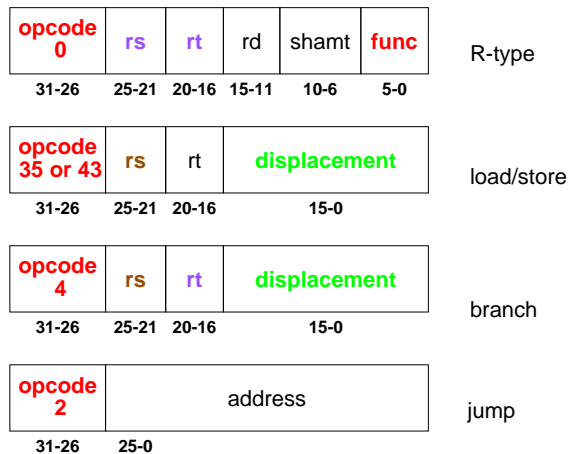 opcode
0
rs
rt
rd
shamt
func
R-type
31-26
25-21
20-16
15-11
10-6
5-0
opcode
35 or 43
rs
rt
displacement
load/store
31-26
25-21
20-16
15-0
opcode
4
rs
rt
displacement
branch
31-26
25-21
20-16
15-0
opcode
2
address
jump
31-26
25-0